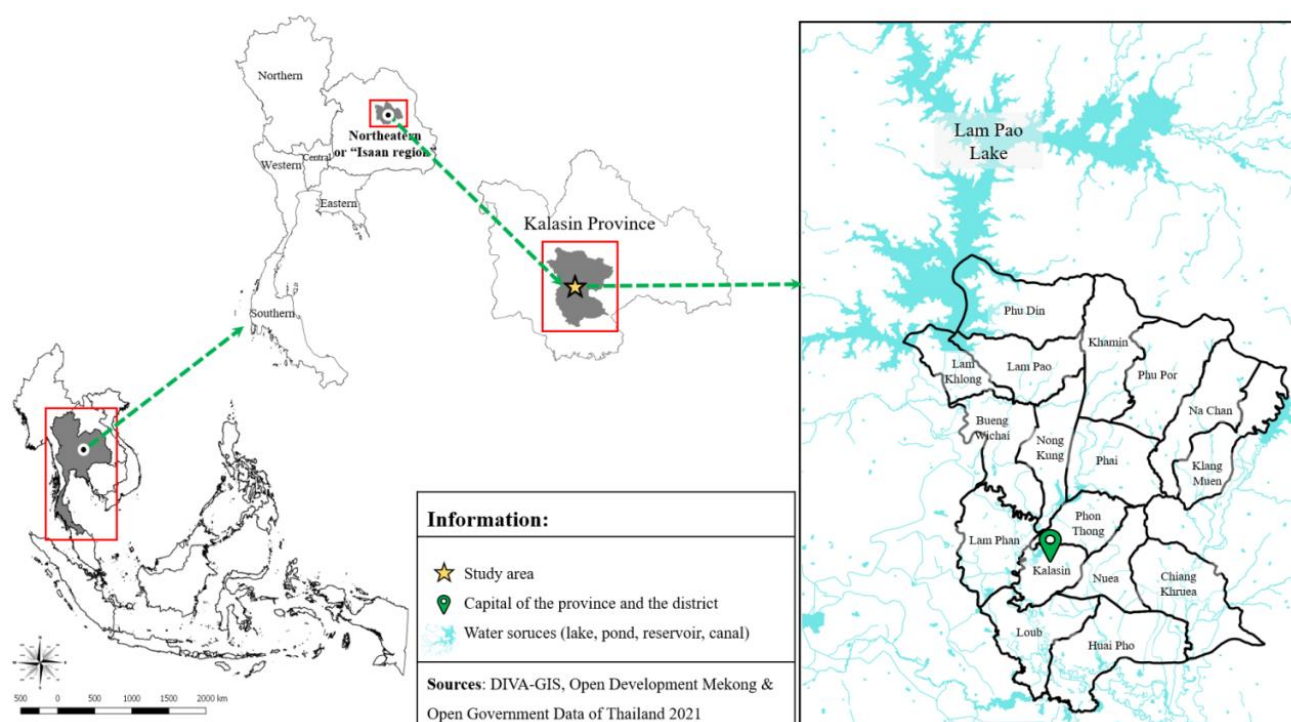 Northern
Northeatern
or “Isaan region”
Western
Central
Eastern
Southern
Kalasin Province
Lam Pao
Lake
Phu Din
Khamin
Lam
Khlong
Lam Pao
Phu Por
Na Chan
Bueng
Wichai
Nong
Kung
Phai
Klang
Muen
Phon
Thong
Lam Phan
Kalasin
Nuea
Chiang
Khruea
Loub
Huai Pho
Information:
Study area
Capital of the province and the district
Water soruces (lake, pond, reservoir, canal)
Sources: DIVA-GIS, Open Development Mekong &
Open Government Data of Thailand 2021
500 0 500 1000 1500 2000 km